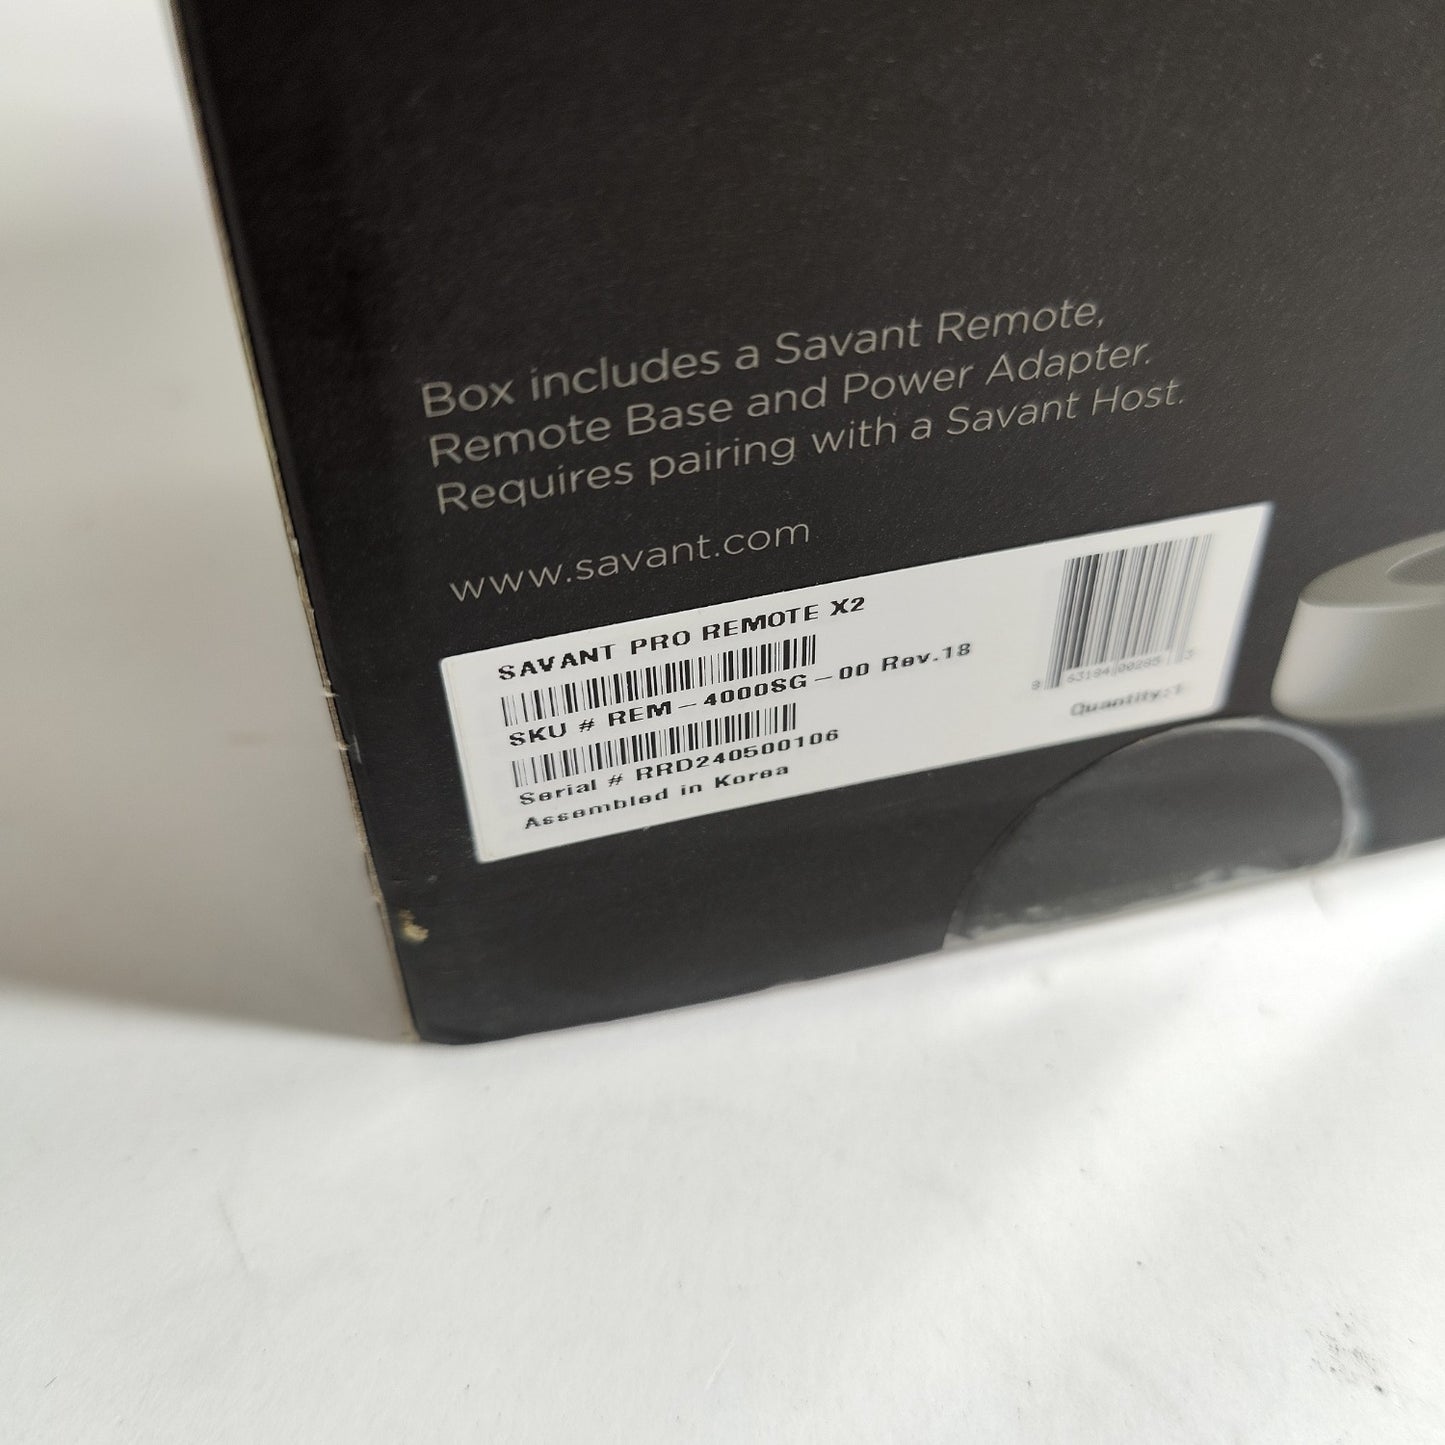 Box includes a Savant Remote,
Remote Base and Power Adapter.
Requires pairing with a Savant Host.
www.savant.com
SAVANT PRO REMOTE X2
SKU # REM-4000SG-00 Rev.18
Serial # RRD240500106
Assembled in Korea
Quantity:1